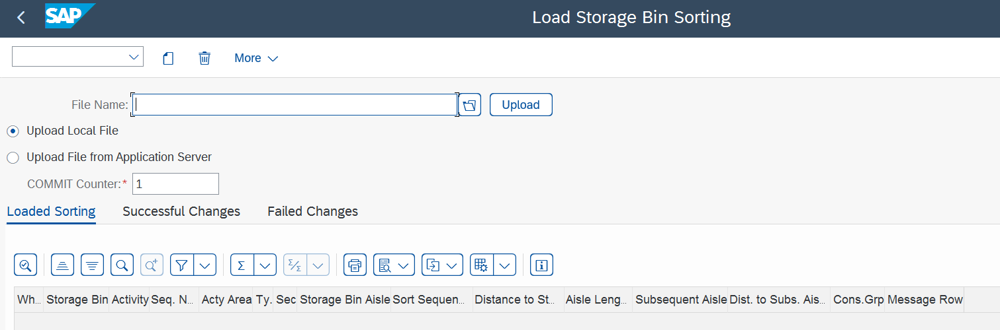 SAP Load Storage Bin Sorting
More
File Name: Upload
Upload Local File
Upload File from Application Server
COMMIT Counter:* 1
Loaded Sorting Successful Changes Failed Changes
Wh... Storage Bin Activity Seq. N... Acty Area Ty. Sec Storage Bin Aisle Sort Sequen... Distance to St... Aisle Leng... Subsequent Aisle Dist. to Subs. Ais... Cons.Grp Message Row